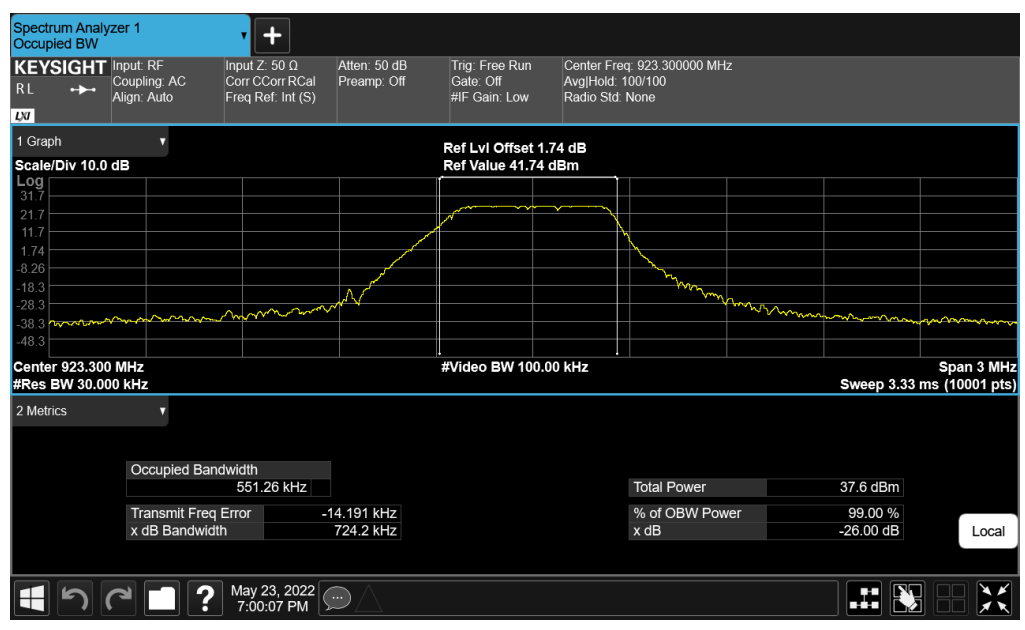 Spectrum Analyzer 1
Occupied BW
KEYSIGHT
R L
LXI
Input: RF
Coupling: AC
Align: Auto
Input Z: 50 Ω
Corr CCorr RCal
Freq Ref: Int (S)
Atten: 50 dB
Preamp: Off
Trig: Free Run
Gate: Off
#IF Gain: Low
Center Freq: 923.300000 MHz
Avg|Hold: 100/100
Radio Std: None
1 Graph
Scale/Div 10.0 dB
Ref Lvl Offset 1.74 dB
Ref Value 41.74 dBm
Log
31.7
21.7
11.7
1.74
-8.26
-18.3
-28.3
-38.3
-48.3
Center 923.300 MHz
#Video BW 100.00 kHz
Span 3 MHz
#Res BW 30.000 kHz
Sweep 3.33 ms (10001 pts)
2 Metrics
Occupied Bandwidth
551.26 kHz
Total Power 37.6 dBm
Transmit Freq Error -14.191 kHz
% of OBW Power 99.00 %
x dB Bandwidth 724.2 kHz
x dB -26.00 dB
Local
?
May 23, 2022
7:00:07 PM